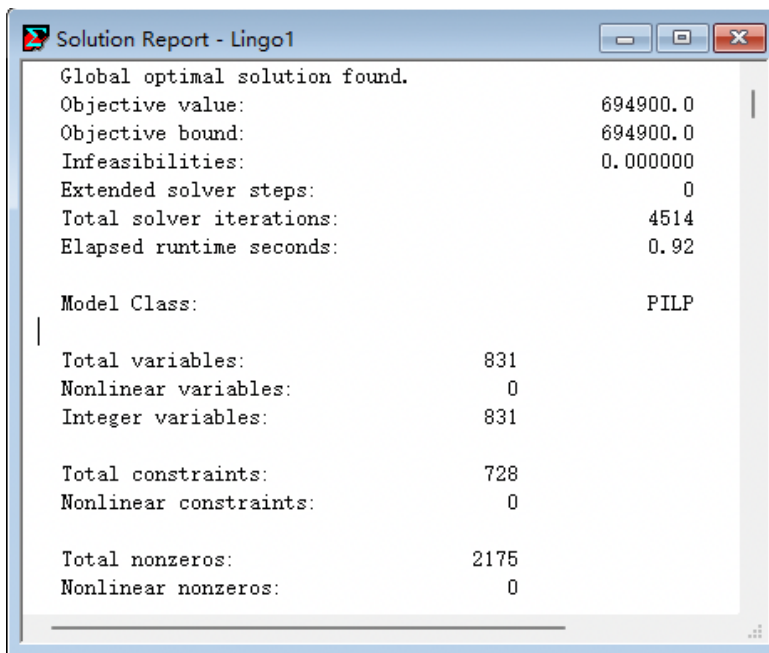 Solution Report - Lingo1
Global optimal solution found.
Objective value: 694900.0
Objective bound: 694900.0
Infeasibilities: 0.000000
Extended solver steps: 0
Total solver iterations: 4514
Elapsed runtime seconds: 0.92
Model Class: PILP
Total variables: 831
Nonlinear variables: 0
Integer variables: 831
Total constraints: 728
Nonlinear constraints: 0
Total nonzeros: 2175
Nonlinear nonzeros: 0